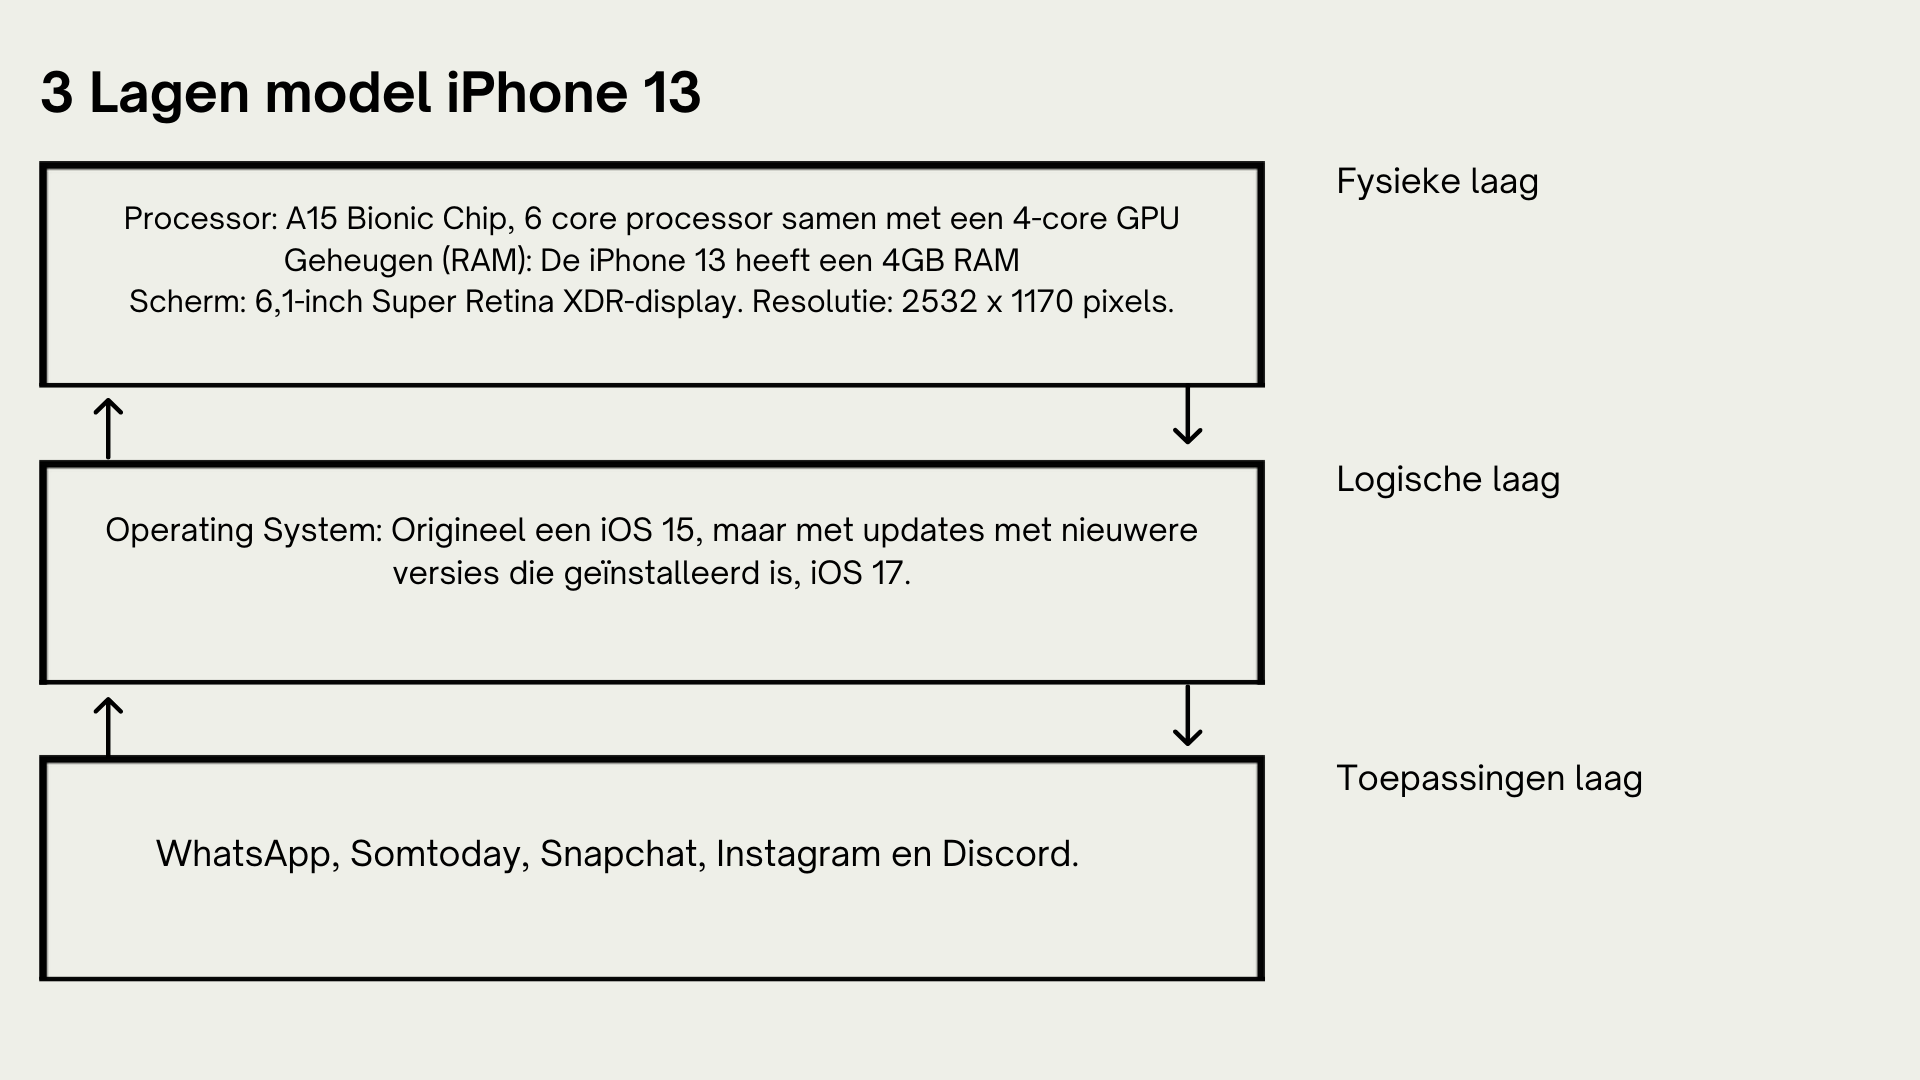 3 Lagen model iPhone 13
Fysieke laag
Processor: A15 Bionic Chip, 6 core processor samen met een 4-core GPU
Geheugen (RAM): De iPhone 13 heeft een 4GB RAM
Scherm: 6,1-inch Super Retina XDR-display. Resolutie: 2532 x 1170 pixels.
Logische laag
Operating System: Origineel een iOS 15, maar met updates met nieuwere
versies die geïnstalleerd is, iOS 17.
Toepassingen laag
WhatsApp, Somtoday, Snapchat, Instagram en Discord.